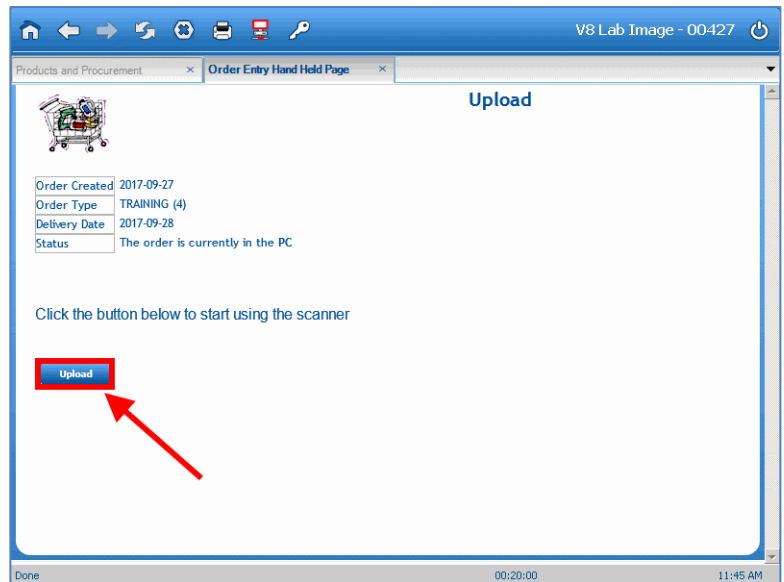 V8 Lab Image - 00427
Products and Procurement × Order Entry Hand Held Page ×
Upload
Order Created 2017-09-27
Order Type TRAINING (4)
Delivery Date 2017-09-28
Status The order is currently in the PC
Click the button below to start using the scanner
Upload
Done 00:20:00 11:45 AM